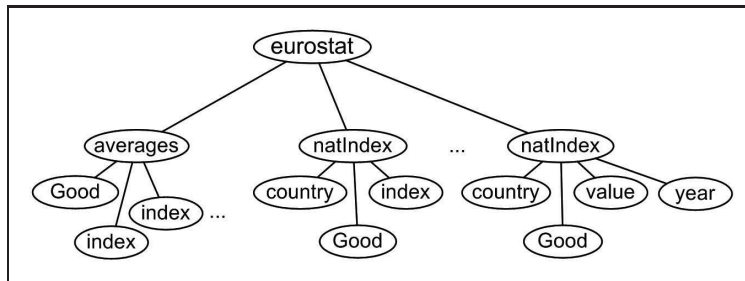 eurostat
averages natIndex ... natIndex
Good index ... country index country value year
index Good Good